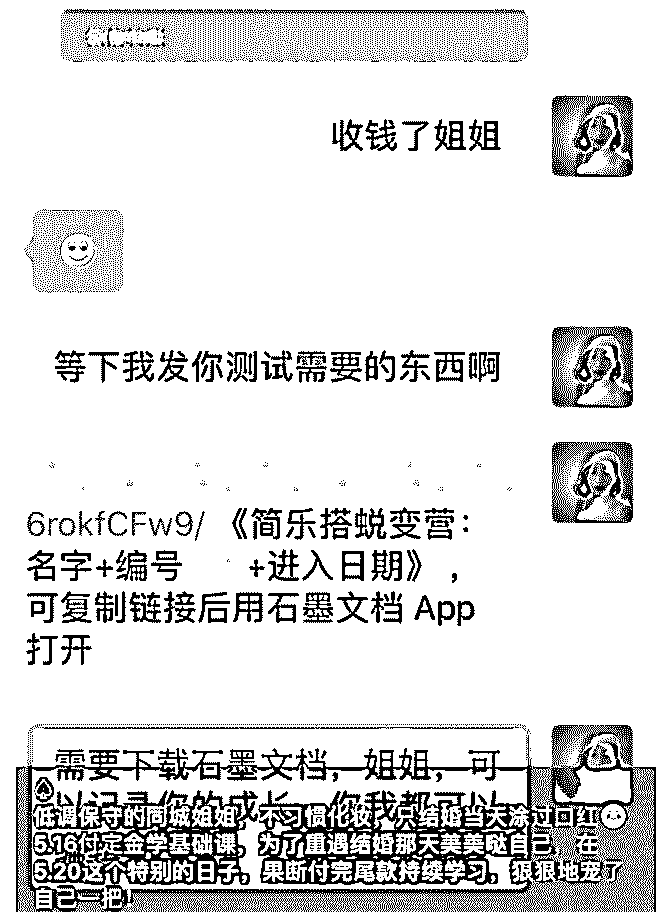 收钱了姐姐
等下我发你测试需要的东西啊
6rokfCFw9/ 《简乐搭蜕变营：
名字+编号 +进入日期》，
可复制链接后用石墨文档 App
打开
需要下载石墨文档，姐姐，可
以记录你的成长，你我都可以
低调保守的同城姐姐，不习惯化妆，只结婚当天涂过口红
5.16付定金学基础课，为了重遇结婚那天美美哒自己，在
5.20这个特别的日子，果断付完尾款持续学习，狠狠地宠了
自己一把！